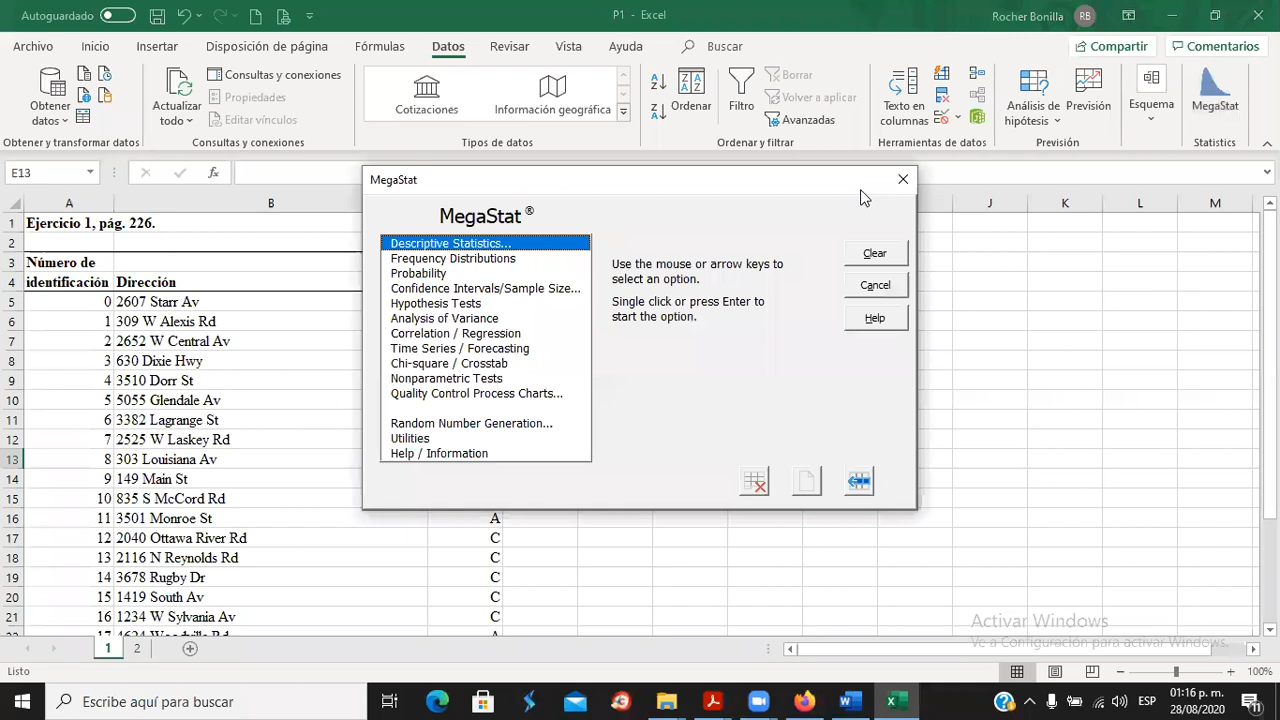 Autoguardado
P1 - Excel
Rocher Bonilla RB
Archivo Inicio Insertar Disposición de página Fórmulas Datos Revisar Vista Ayuda Buscar Compartir Comentarios
Obtener datos
Actualizar todo
Consultas y conexiones
Propiedades
Editar vínculos
Cotizaciones
Información geográfica
Ordenar
Filtro
Borrar
Volver a aplicar
Avanzadas
Texto en columnas
Análisis de hipótesis
Previsión
Esquema
MegaStat
Obtener y transformar datos
Consultas y conexiones
Tipos de datos
Ordenar y filtrar
Herramientas de datos
Previsión
Statistics
E13 fx
A B J K L M
1 Ejercicio 1, pág. 226.
2
3 Número de
4 identificación Dirección
5 0 2607 Starr Av
6 1 309 W Alexis Rd
7 2 2652 W Central Av
8 3 630 Dixie Hwy
9 4 3510 Dorr St
10 5 5055 Glendale Av
11 6 3382 Lagrange St
12 7 2525 W Laskey Rd
13 8 303 Louisiana Av
14 9 149 Main St
15 10 835 S McCord Rd
16 11 3501 Monroe St A
17 12 2040 Ottawa River Rd C
18 13 2116 N Reynolds Rd C
19 14 3678 Rugby Dr C
20 15 1419 South Av C
21 16 1234 W Sylvania Av C
MegaStat
MegaStat ®
Descriptive Statistics...
Frequency Distributions
Probability
Confidence Intervals/Sample Size...
Hypothesis Tests
Analysis of Variance
Correlation / Regression
Time Series / Forecasting
Chi-square / Crosstab
Nonparametric Tests
Quality Control Process Charts...
Random Number Generation...
Utilities
Help / Information
Use the mouse or arrow keys to
select an option.
Single click or press Enter to
start the option.
Clear
Cancel
Help
Activar Windows
Ve a Configuración para activar Windows.
1 2
Listo
100%
Escribe aquí para buscar
ESP
01:16 p. m.
28/08/2020
11